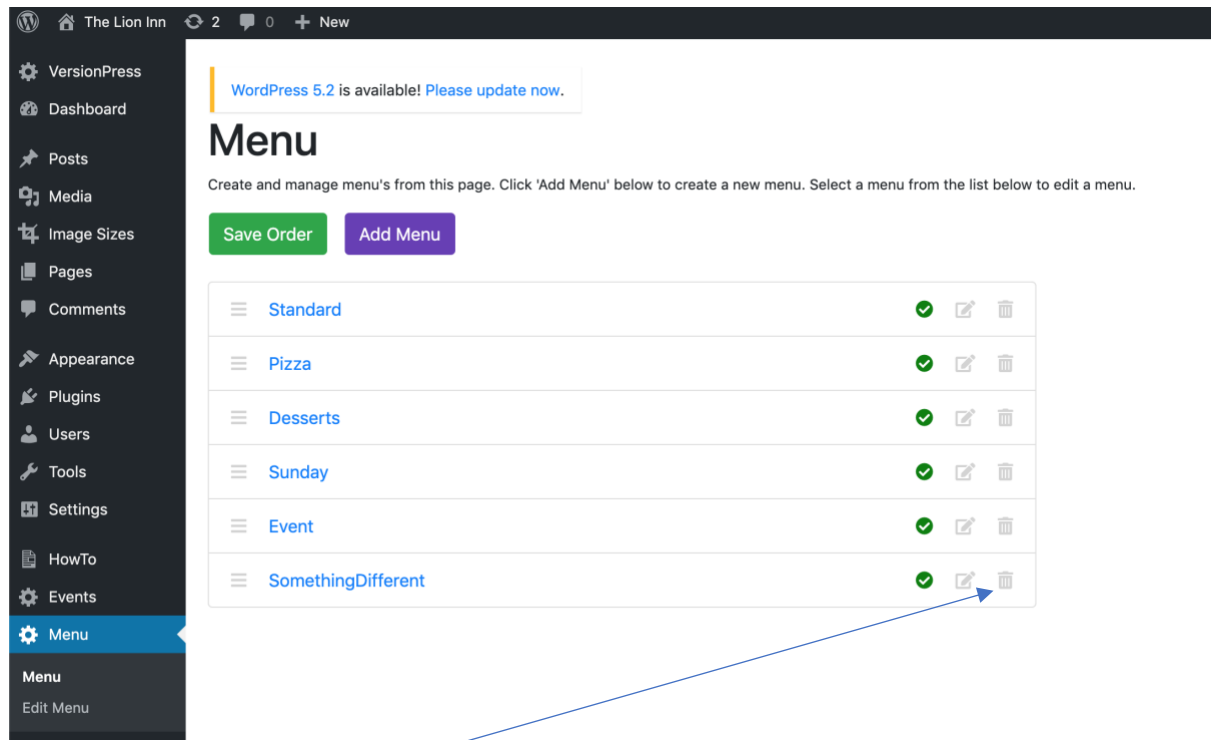 The Lion Inn 2 0 New
VersionPress
Dashboard
Posts
Media
Image Sizes
Pages
Comments
Appearance
Plugins
Users
Tools
Settings
HowTo
Events
Menu
Menu
Edit Menu
WordPress 5.2 is available! Please update now.
Menu
Create and manage menu's from this page. Click 'Add Menu' below to create a new menu. Select a menu from the list below to edit a menu.
Save Order Add Menu
Standard
Pizza
Desserts
Sunday
Event
SomethingDifferent